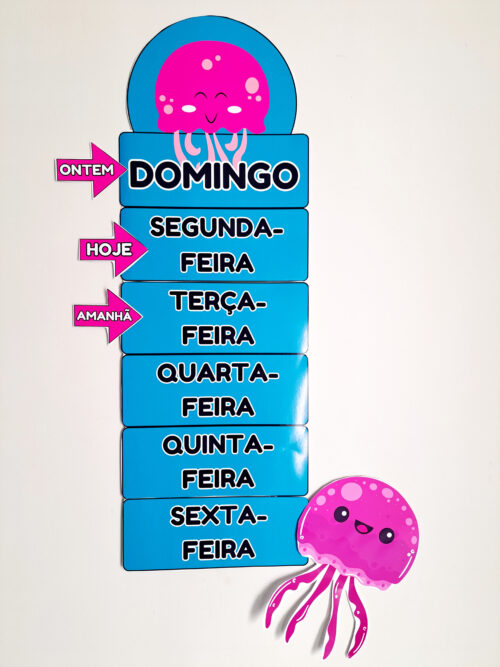 ONTEM
DOMINGO
HOJE
SEGUNDA-
FEIRA
AMANHÃ
TERÇA-
FEIRA
QUARTA-
FEIRA
QUINTA-
FEIRA
SEXTA-
FEIRA